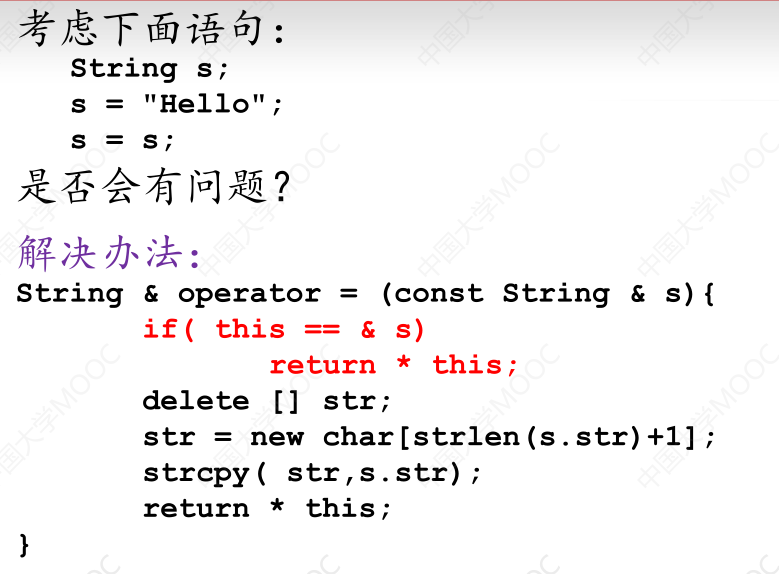 考虑下面语句：
String s;
s = "Hello";
s = s;
是否会有问题？
解决办法：
String & operator = (const String & s){
if( this == & s)
return * this;
delete [] str;
str = new char[strlen(s.str)+1];
strcpy( str,s.str);
return * this;
}
中国大学MOOC